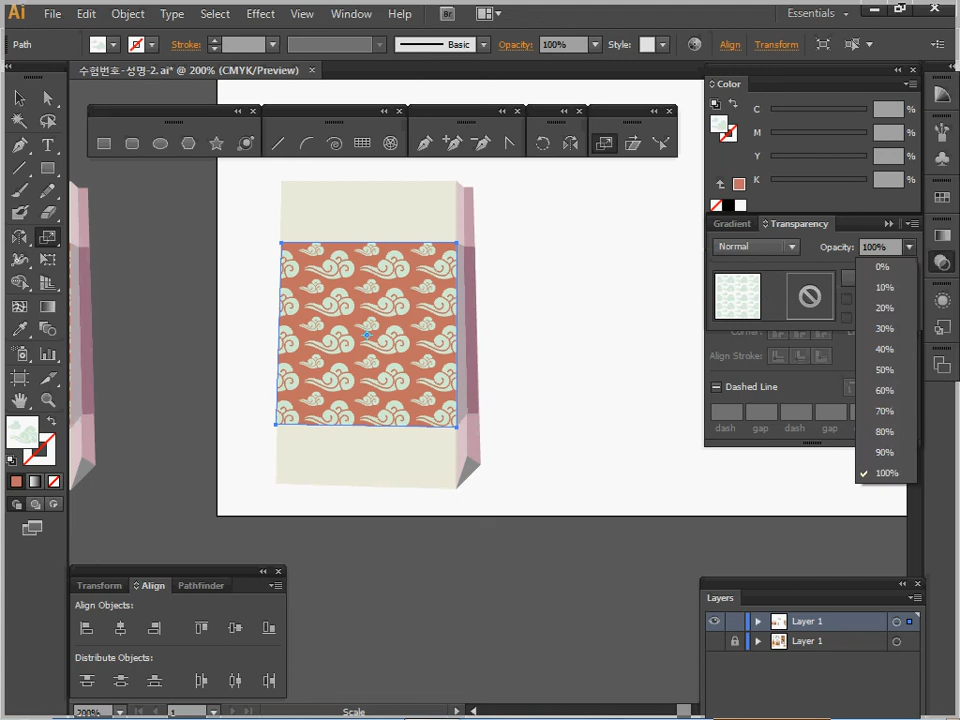 Ai File Edit Object Type Select Effect View Window Help Br Essentials
Path Stroke: Basic Opacity: 100% Style: Align Transform
수험번호-성명-2.ai* @ 200% (CMYK/Preview)
Color
C %
M %
Y %
K %
Gradient Transparency
Normal Opacity: 100%
0%
10%
20%
30%
40%
50%
60%
70%
80%
90%
100%
Align Stroke:
Dashed Line
dash gap dash gap
T
Transform Align Pathfinder
Align Objects:
Distribute Objects:
Layers
Layer 1
Layer 1
200% 1 Scale